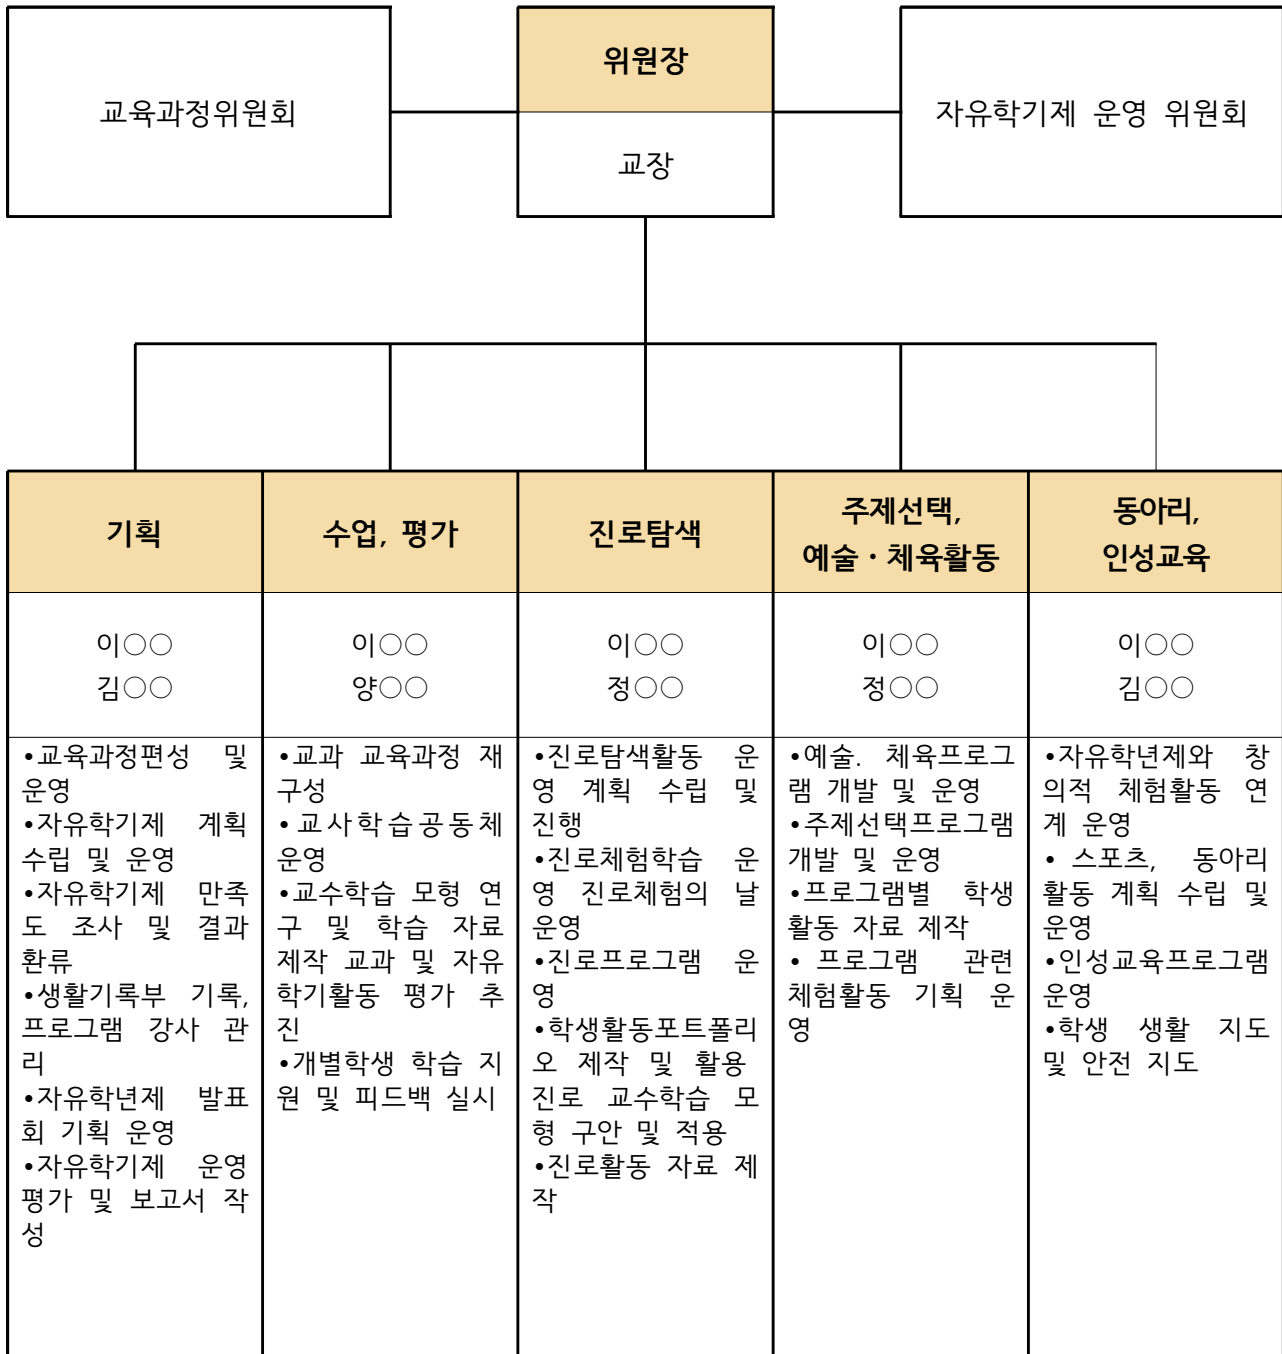 교육과정위원회
위원장
교장
자유학기제 운영 위원회
기획
이○○
김○○
•교육과정편성 및
운영
•자유학기제 계획
수립 및 운영
•자유학기제 만족
도 조사 및 결과
환류
•생활기록부 기록,
프로그램 강사 관
리
•자유학년제 발표
회 기획 운영
•자유학기제 운영
평가 및 보고서 작
성
수업, 평가
이○○
양○○
•교과 교육과정 재
구성
•교사학습공동체
운영
•교수학습 모형 연
구 및 학습 자료
제작 교과 및 자유
학기활동 평가 추
진
•개별학생 학습 지
원 및 피드백 실시
진로탐색
이○○
정○○
•진로탐색활동 운
영 계획 수립 및
진행
•진로체험학습 운
영 진로체험의 날
운영
•진로프로그램 운
영
•학생활동포트폴리
오 제작 및 활용
진로 교수학습 모
형 구안 및 적용
•진로활동 자료 제
작
주제선택,
예술・체육활동
이○○
정○○
•예술. 체육프로그
램 개발 및 운영
•주제선택프로그램
개발 및 운영
•프로그램별 학생
활동 자료 제작
• 프로그램 관련
체험활동 기획 운
영
동아리,
인성교육
이○○
김○○
•자유학년제와 창
의적 체험활동 연
계 운영
• 스포츠, 동아리
활동 계획 수립 및
운영
•인성교육프로그램
운영
•학생 생활 지도
및 안전 지도